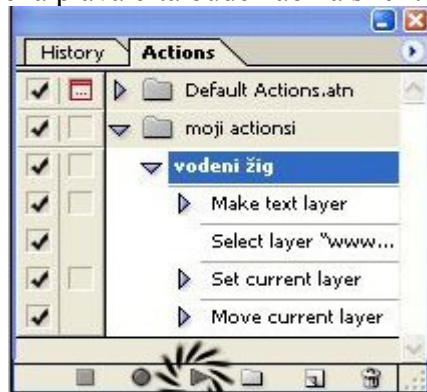 History Actions
Default Actions.atn
moji actionsi
vodeni žig
Make text layer
Select layer "www...
Set current layer
Move current layer